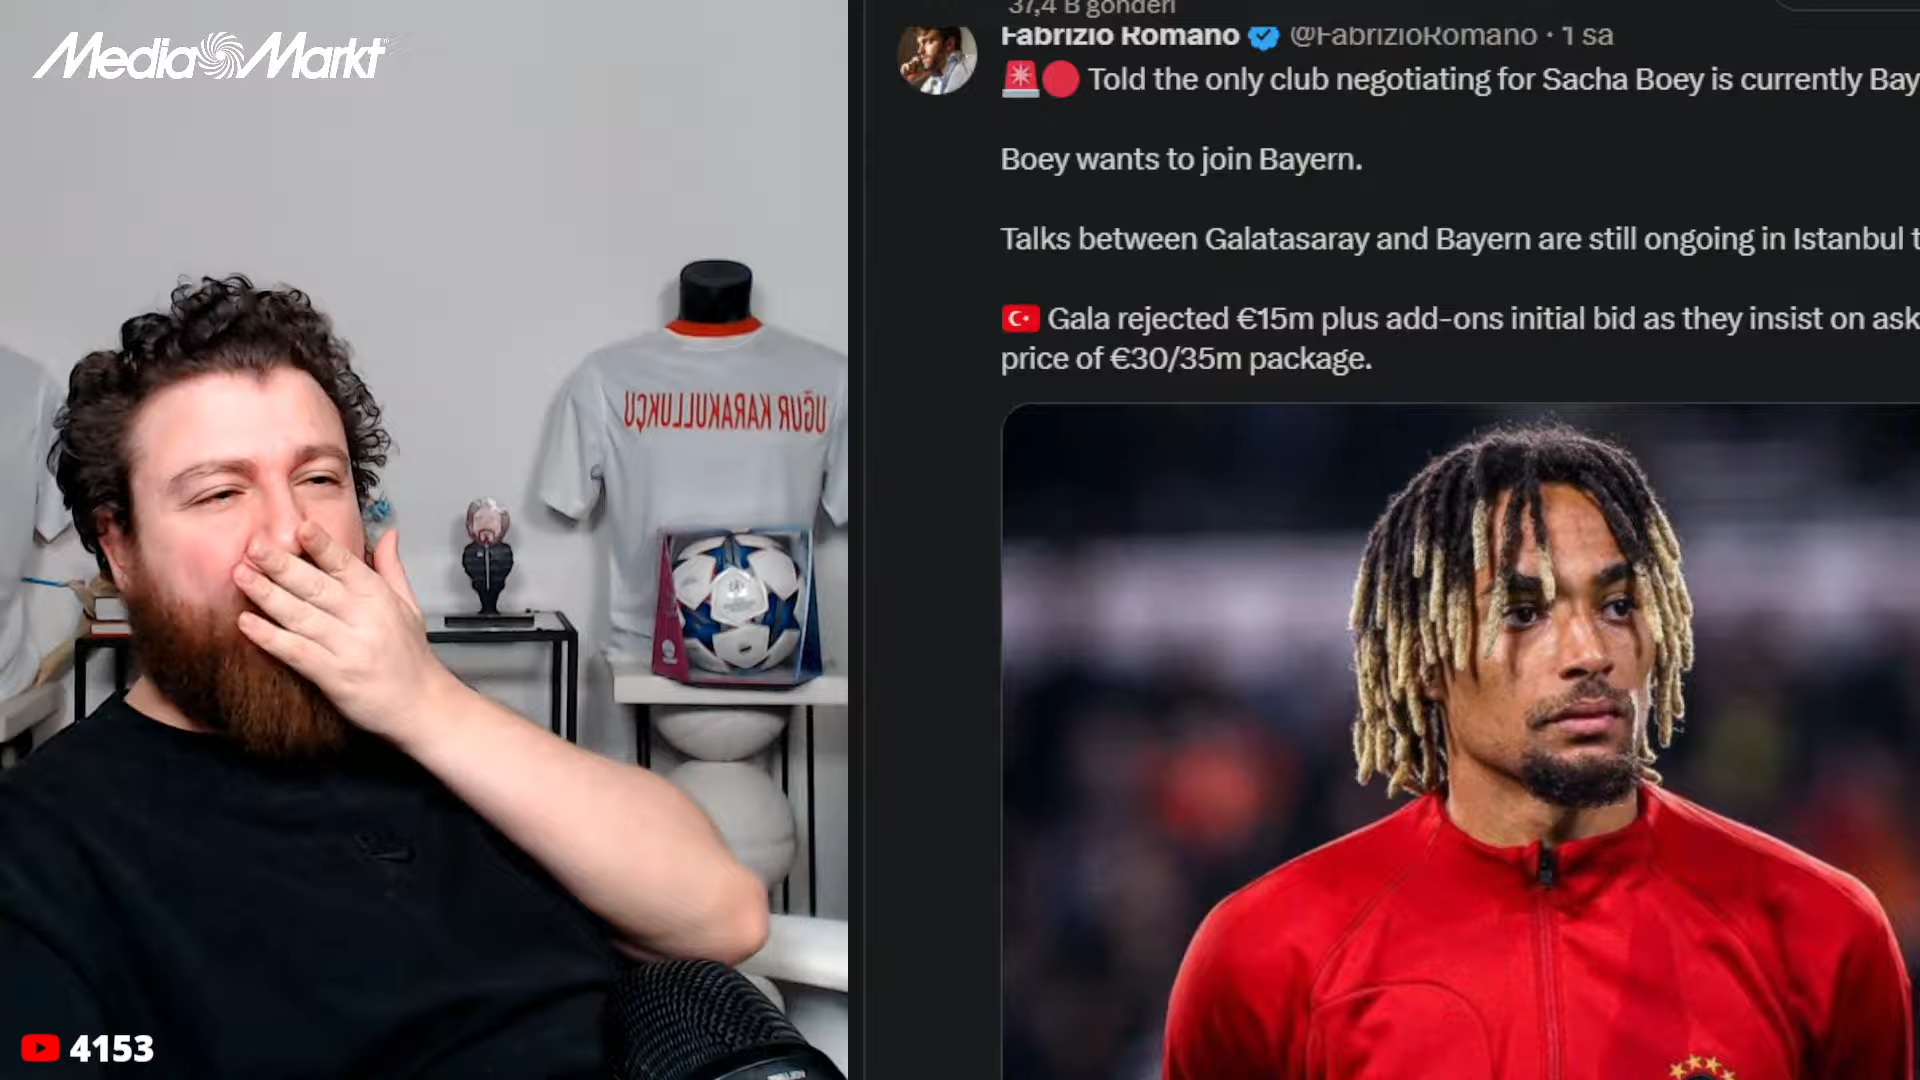 MediaMarkt
37,4 B gönderi
Fabrizio Romano @FabrizioRomano · 1 sa
Told the only club negotiating for Sacha Boey is currently Bay
Boey wants to join Bayern.
Talks between Galatasaray and Bayern are still ongoing in Istanbul t
Gala rejected €15m plus add-ons initial bid as they insist on ask
price of €30/35m package.
UĞUR KARAKULLUKÇU
4153